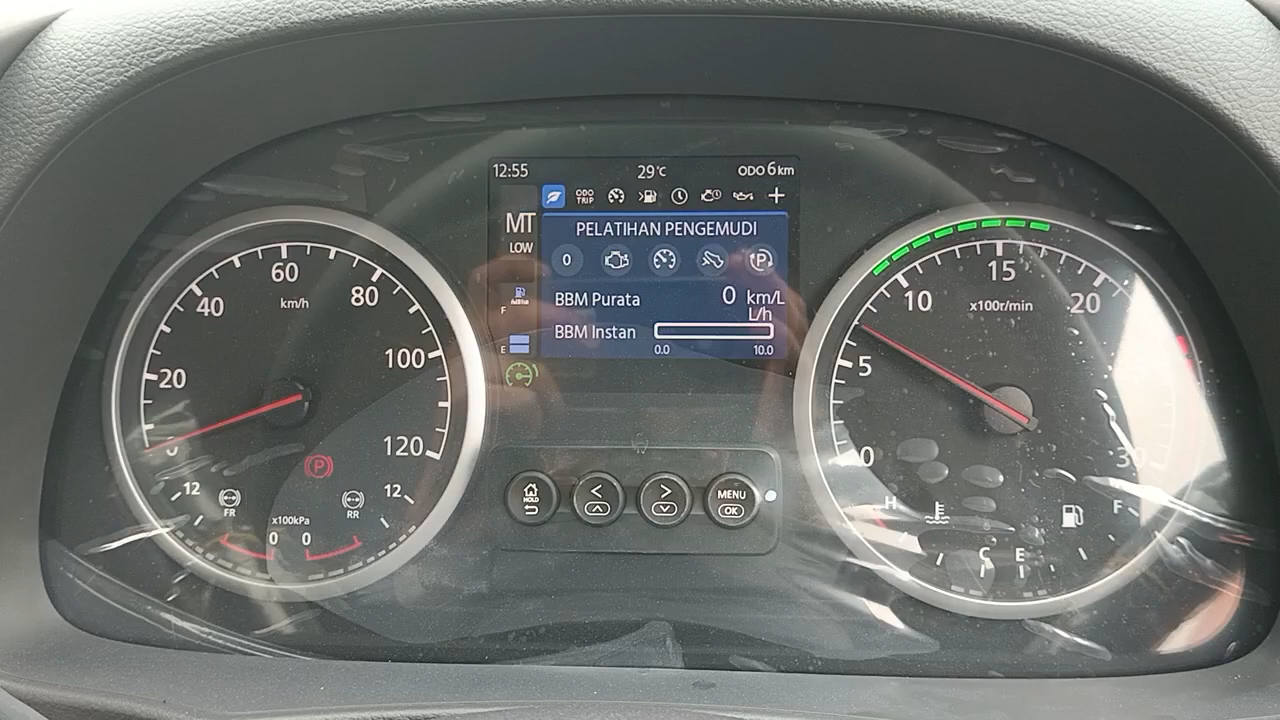 12:55 29°C ODO 6 km
ODO TRIP
MT
LOW
PELATIHAN PENGEMUDI
0
P
BBM Purata 0 km/L
L/h
BBM Instan
0.0 10.0
F
E
0 20 40 60 80 100 120
km/h
P
12 FR
RR 12
x100kPa
0 0
HOLD
MENU
OK
0 5 10 15 20 30
x100r/min
H
C
E
F